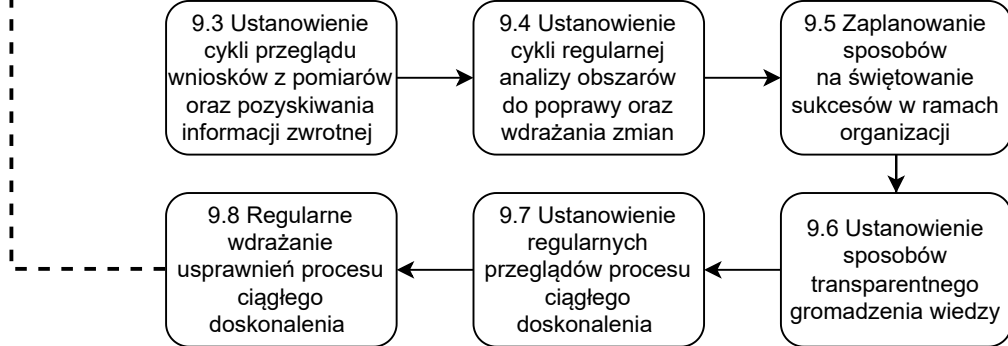 9.3 Ustanowienie
cykli przeglądu
wniosków z pomiarów
oraz pozyskiwania
informacji zwrotnej
9.4 Ustanowienie
cykli regularnej
analizy obszarów
do poprawy oraz
wdrażania zmian
9.5 Zaplanowanie
sposobów
na świętowanie
sukcesów w ramach
organizacji
9.6 Ustanowienie
sposobów
transparentnego
gromadzenia wiedzy
9.7 Ustanowienie
regularnych
przeglądów procesu
ciągłego
doskonalenia
9.8 Regularne
wdrażanie
usprawnień procesu
ciągłego
doskonalenia